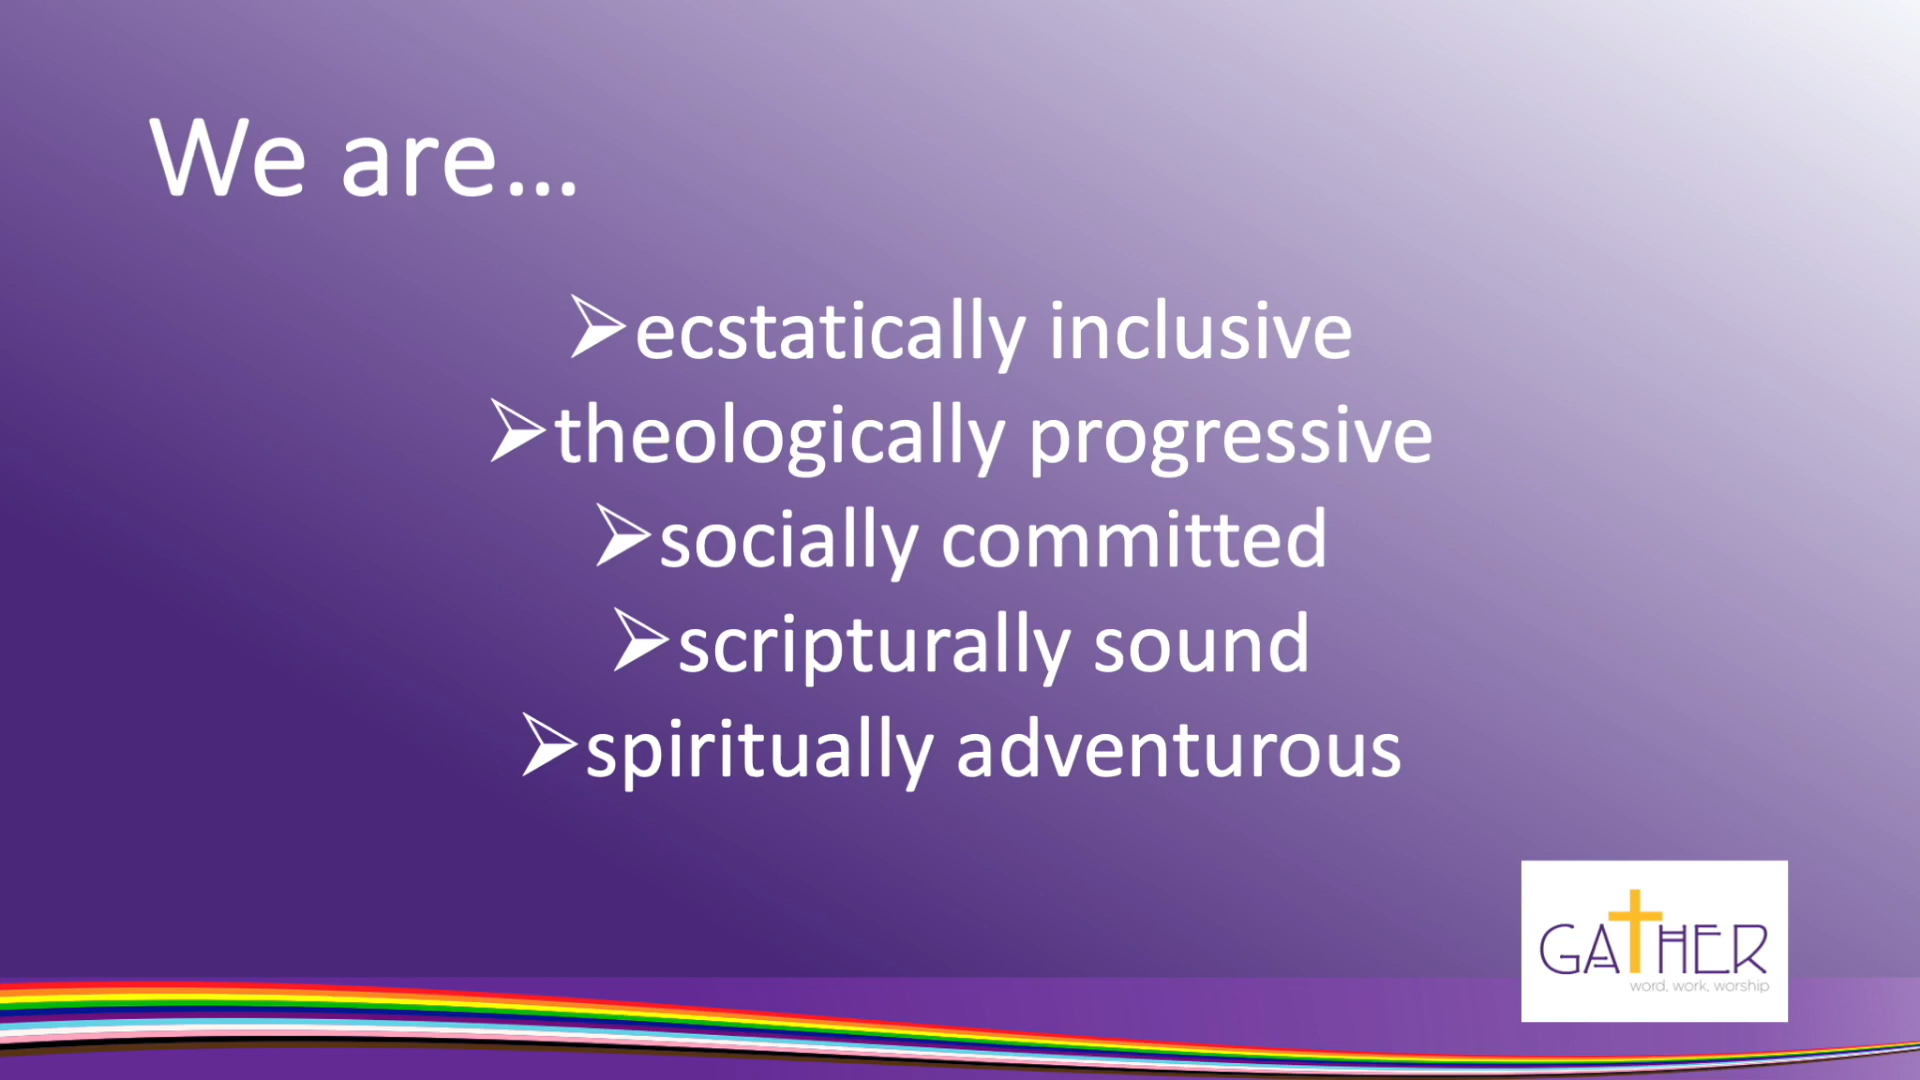 We are...
➢ecstatically inclusive
➢theologically progressive
➢socially committed
➢scripturally sound
➢spiritually adventurous
GATHER
word, work, worship